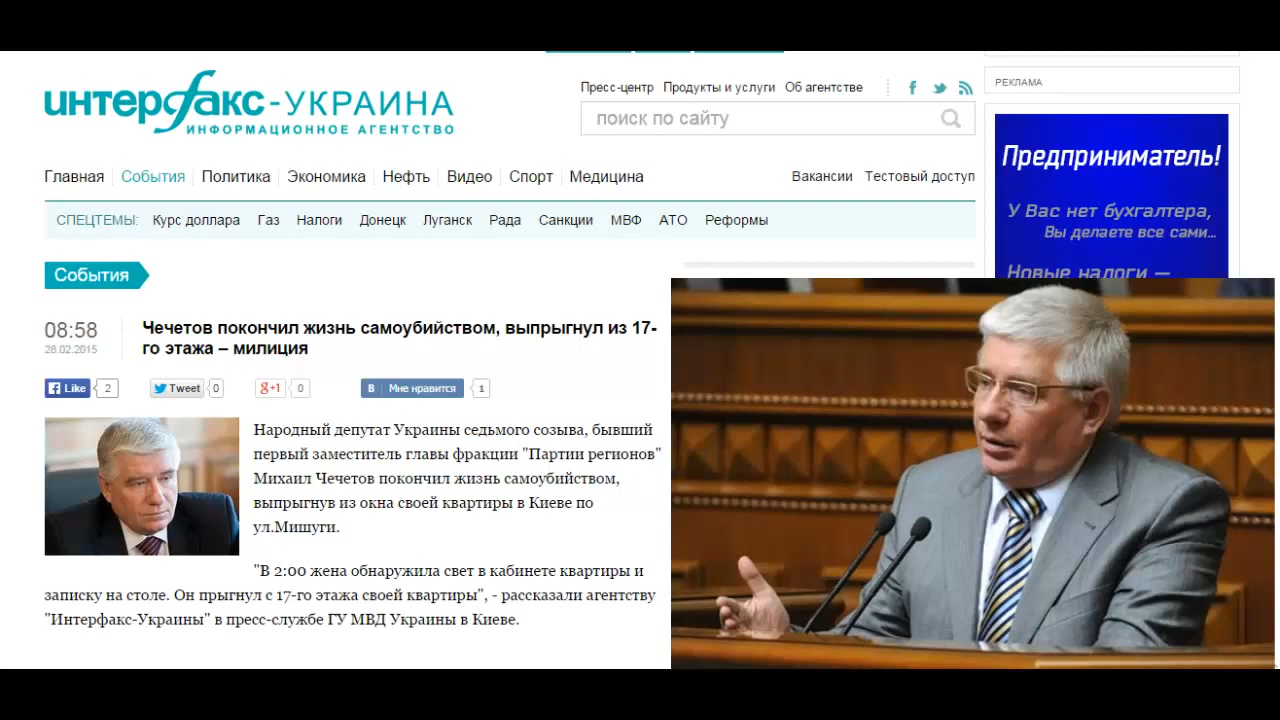 интерфакс-УКРАИНА
ИНФОРМАЦИОННОЕ АГЕНТСТВО
Пресс-центр Продукты и услуги Об агентстве
поиск по сайту
РЕКЛАМА
Предприниматель!
У Вас нет бухгалтера,
Вы делаете все сами...
Новые налоги —
Главная События Политика Экономика Нефть Видео Спорт Медицина
Вакансии Тестовый доступ
СПЕЦТЕМЫ: Курс доллара Газ Налоги Донецк Луганск Рада Санкции МВФ АТО Реформы
События
08:58
28.02.2015
Чечетов покончил жизнь самоубийством, выпрыгнул из 17-
го этажа – милиция
Like 2 Tweet 0 g+1 0 В Мне нравится 1
Народный депутат Украины седьмого созыва, бывший
первый заместитель главы фракции "Партии регионов"
Михаил Чечетов покончил жизнь самоубийством,
выпрыгнув из окна своей квартиры в Киеве по
ул.Мишуги.
"В 2:00 жена обнаружила свет в кабинете квартиры и
записку на столе. Он прыгнул с 17-го этажа своей квартиры", - рассказали агентству
"Интерфакс-Украины" в пресс-службе ГУ МВД Украины в Киеве.